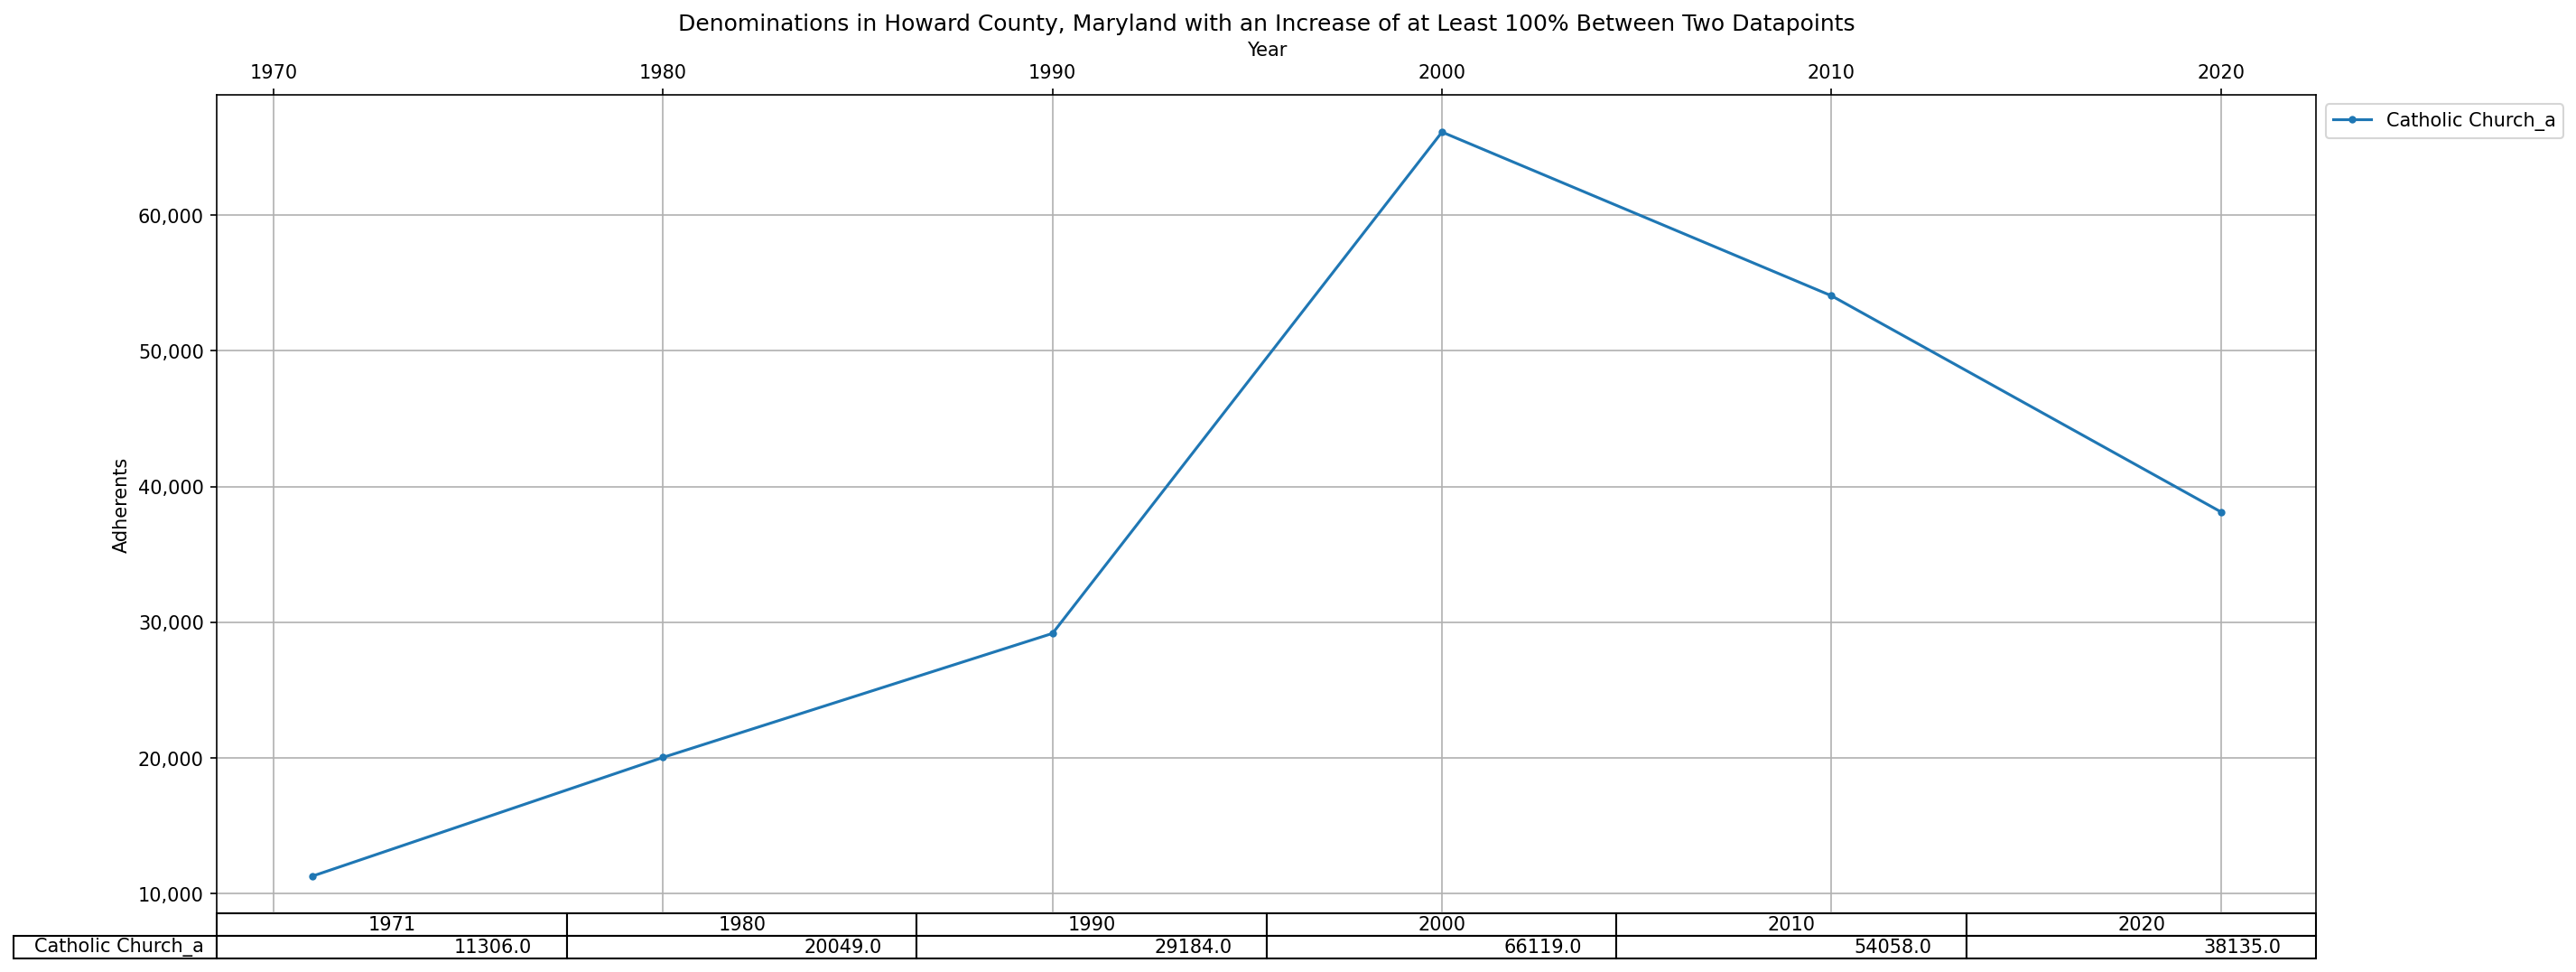 Denominations in Howard County, Maryland with an Increase of at Least 100% Between Two Datapoints
Year
1970 1980 1990 2000 2010 2020
Catholic Church_a
60,000
50,000
40,000
Adherents
30,000
20,000
10,000
1971 1980 1990 2000 2010 2020
Catholic Church_a 11306.0 20049.0 29184.0 66119.0 54058.0 38135.0